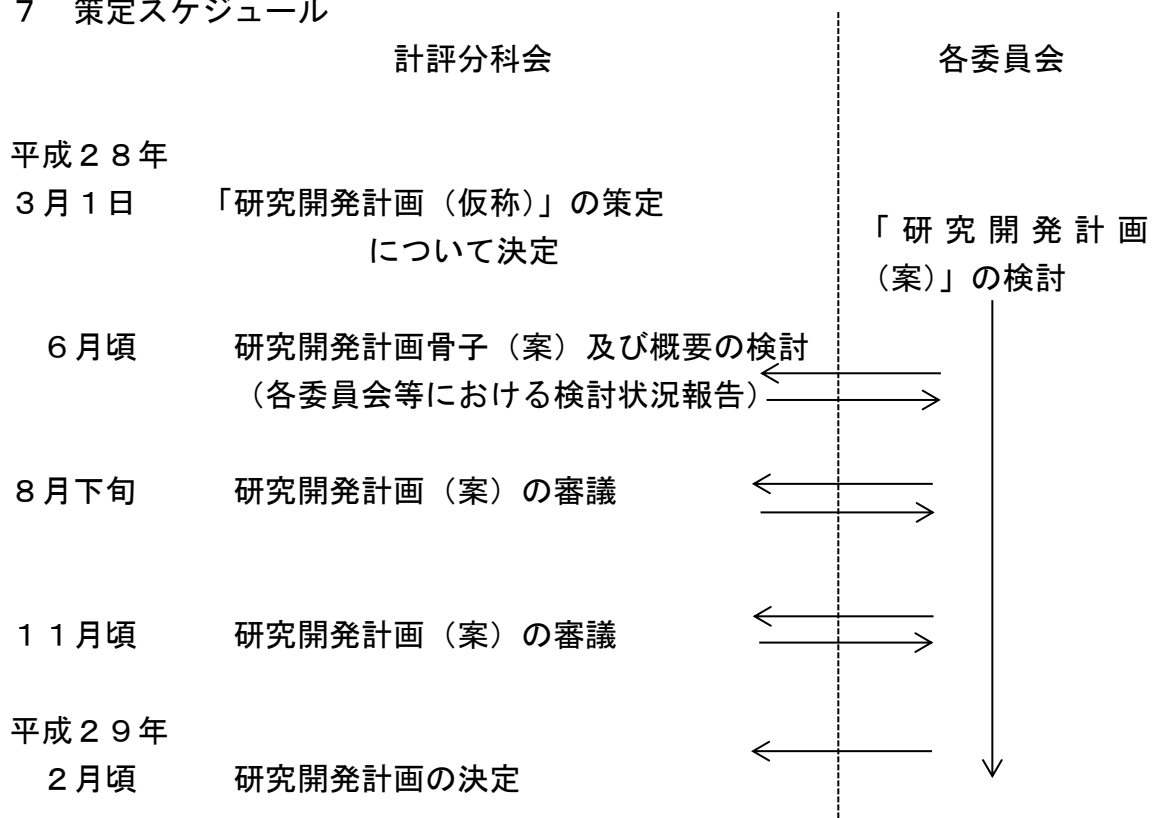 ７　策定スケジュール
計評分科会　各委員会
平成２８年
３月１日　「研究開発計画（仮称）」の策定
について決定
「研究開発計画
（案）」の検討
６月頃　研究開発計画骨子（案）及び概要の検討
（各委員会等における検討状況報告）
８月下旬　研究開発計画（案）の審議
１１月頃　研究開発計画（案）の審議
平成２９年
２月頃　研究開発計画の決定